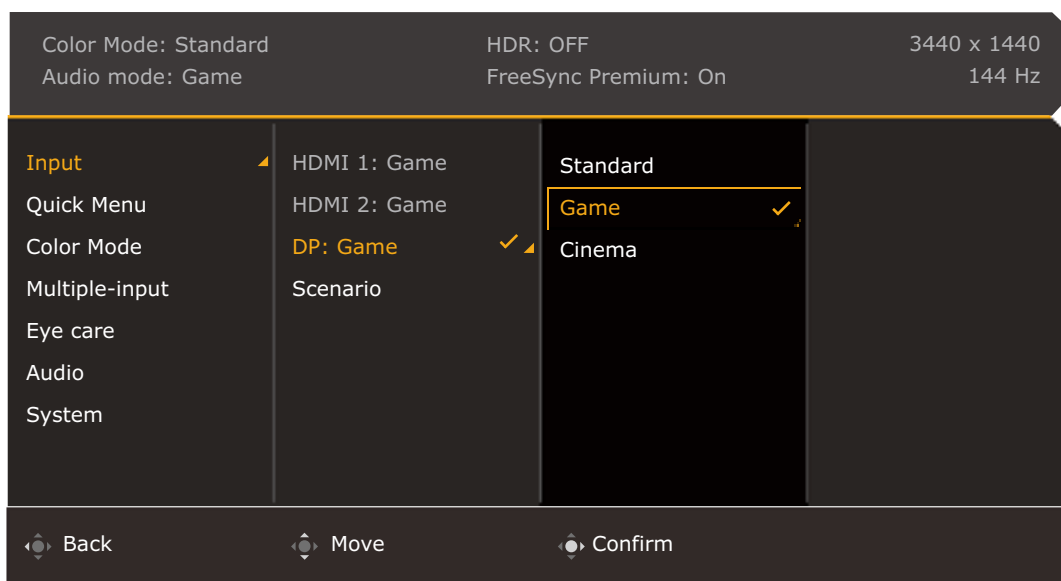 Color Mode: Standard
HDR: OFF
3440 x 1440
Audio mode: Game
FreeSync Premium: On
144 Hz
Input
Quick Menu
Color Mode
Multiple-input
Eye care
Audio
System
HDMI 1: Game
HDMI 2: Game
DP: Game
Scenario
Standard
Game
Cinema
Back
Move
Confirm